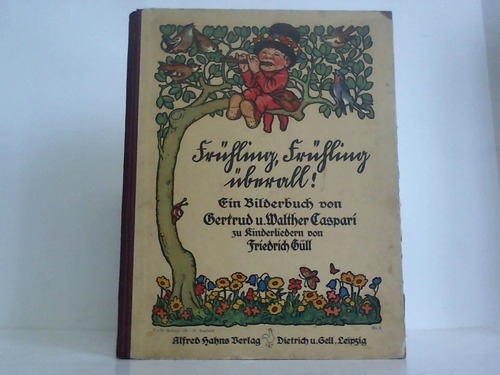 Frühling, Frühling
überall!
Ein Bilderbuch von
Gertrud u. Walther Caspari
zu Kinderliedern von
Friedrich Güll
Alfred Hahns Verlag Dietrich u. Sell, Leipzig